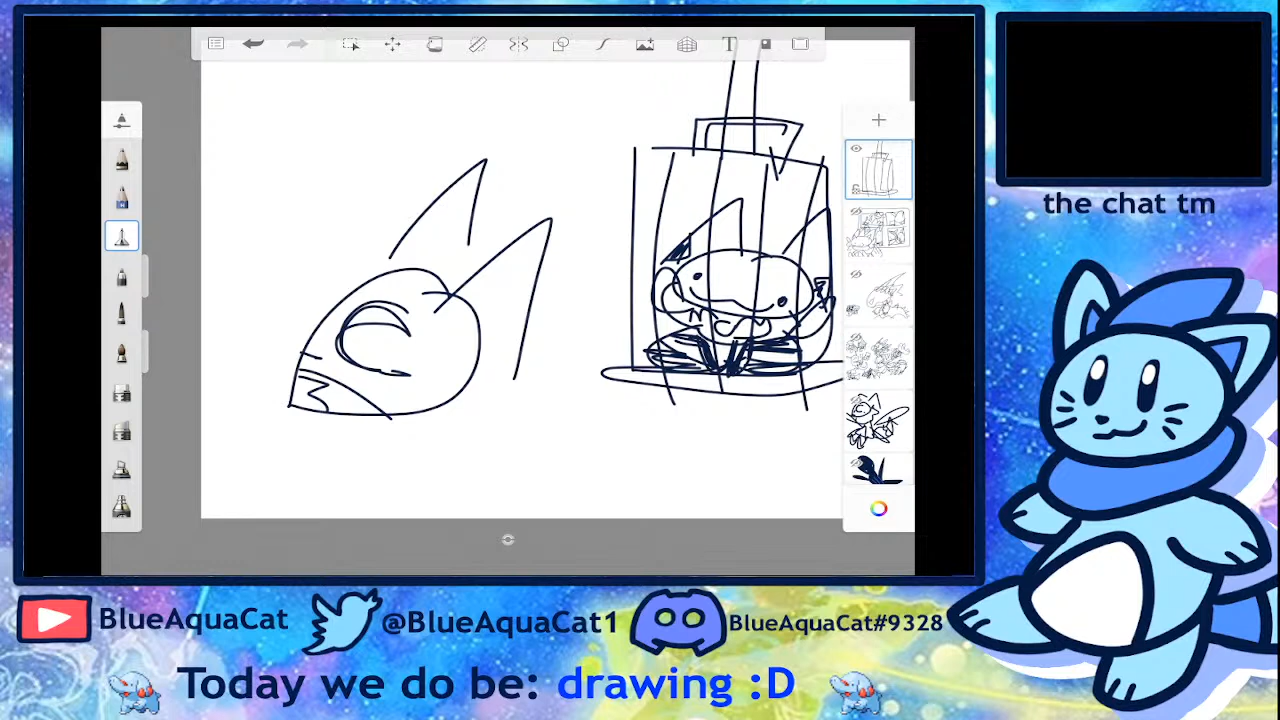 T
the chat tm
BlueAquaCat
@BlueAquaCat1
BlueAquaCat#9328
Today we do be: drawing :D